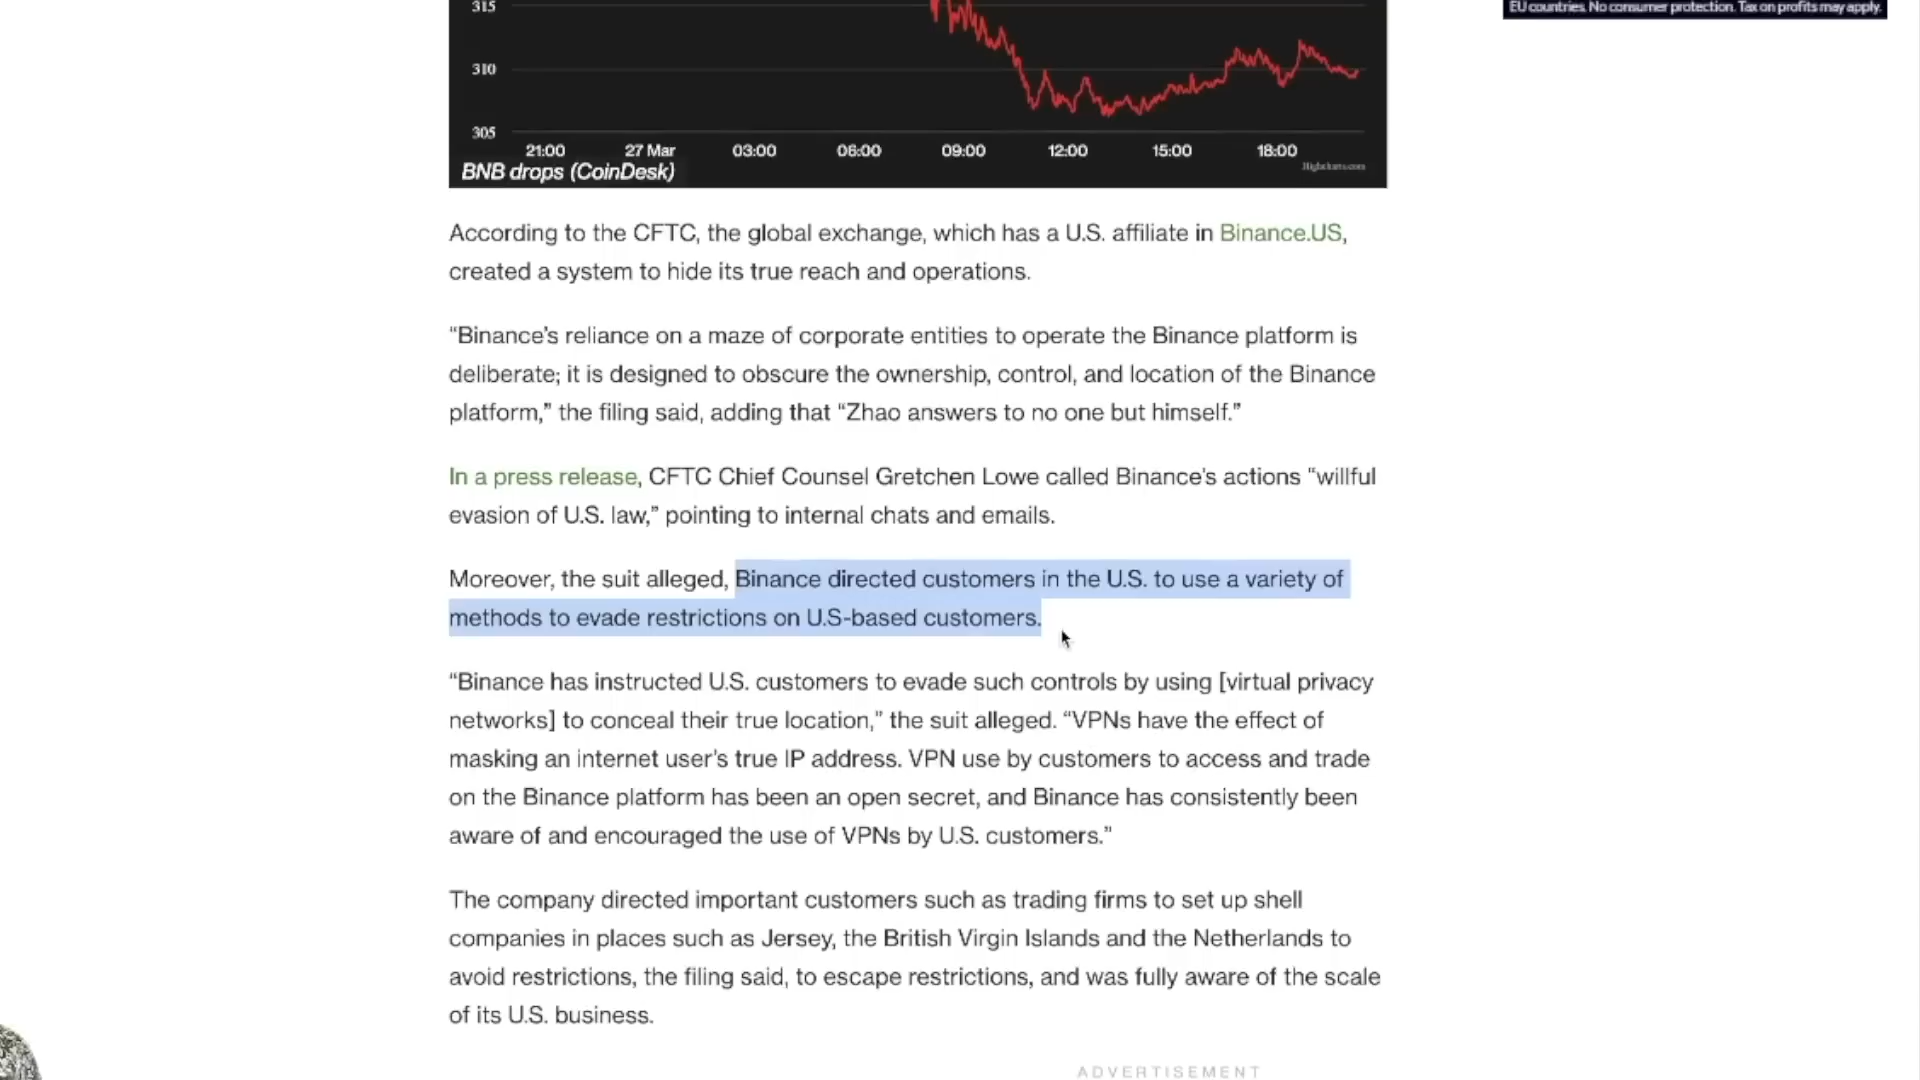 315
EU countries. No consumer protection. Tax on profits may apply.
310
305
21:00 27 Mar 03:00 06:00 09:00 12:00 15:00 18:00
BNB drops (CoinDesk)
Highcharts.com
According to the CFTC, the global exchange, which has a U.S. affiliate in Binance.US,
created a system to hide its true reach and operations.
“Binance’s reliance on a maze of corporate entities to operate the Binance platform is
deliberate; it is designed to obscure the ownership, control, and location of the Binance
platform,” the filing said, adding that “Zhao answers to no one but himself.”
In a press release, CFTC Chief Counsel Gretchen Lowe called Binance’s actions “willful
evasion of U.S. law,” pointing to internal chats and emails.
Moreover, the suit alleged, Binance directed customers in the U.S. to use a variety of
methods to evade restrictions on U.S-based customers.
“Binance has instructed U.S. customers to evade such controls by using [virtual privacy
networks] to conceal their true location,” the suit alleged. “VPNs have the effect of
masking an internet user’s true IP address. VPN use by customers to access and trade
on the Binance platform has been an open secret, and Binance has consistently been
aware of and encouraged the use of VPNs by U.S. customers.”
The company directed important customers such as trading firms to set up shell
companies in places such as Jersey, the British Virgin Islands and the Netherlands to
avoid restrictions, the filing said, to escape restrictions, and was fully aware of the scale
of its U.S. business.
ADVERTISEMENT